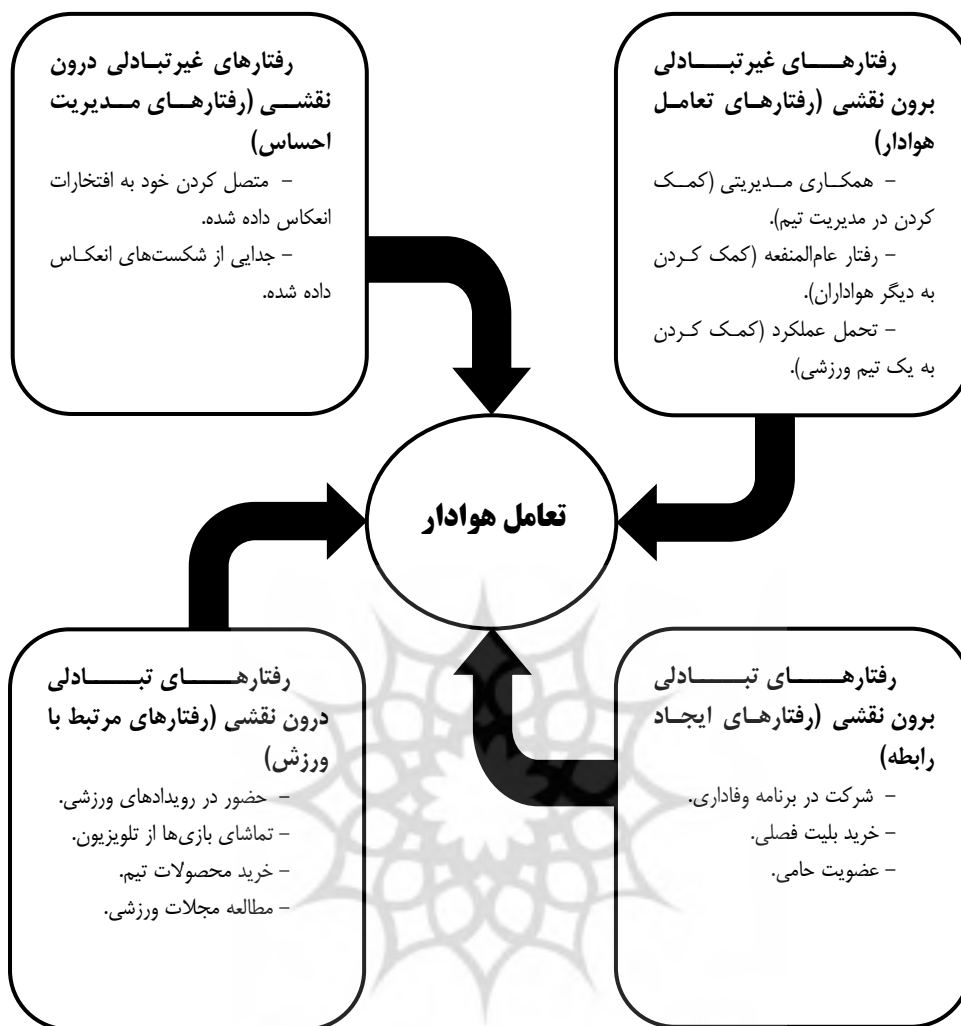 رفتارهای غیرتبادلی
برون نقشی (رفتارهای تعامل
هوادار)
- همکاری مدیریتی (کمک
کردن در مدیریت تیم).
- رفتار عام‌المنفعه (کمک کردن
به دیگر هواداران).
- تحمل عملکرد (کمک کردن
به یک تیم ورزشی).
رفتارهای غیرتبادلی درون
نقشی (رفتارهای مدیریت
احساس)
- متصل کردن خود به افتخارات
انعکاس داده شده.
- جدایی از شکست‌های انعکاس
داده شده.
تعامل هوادار
رفتارهای تبادلی
برون نقشی (رفتارهای ایجاد
رابطه)
- شرکت در برنامه وفاداری.
- خرید بلیت فصلی.
- عضویت حامی.
رفتارهای تبادلی
درون نقشی (رفتارهای مرتبط با
ورزش)
- حضور در رویدادهای ورزشی.
- تماشای بازی‌ها از تلویزیون.
- خرید محصولات تیم.
- مطالعه مجلات ورزشی.